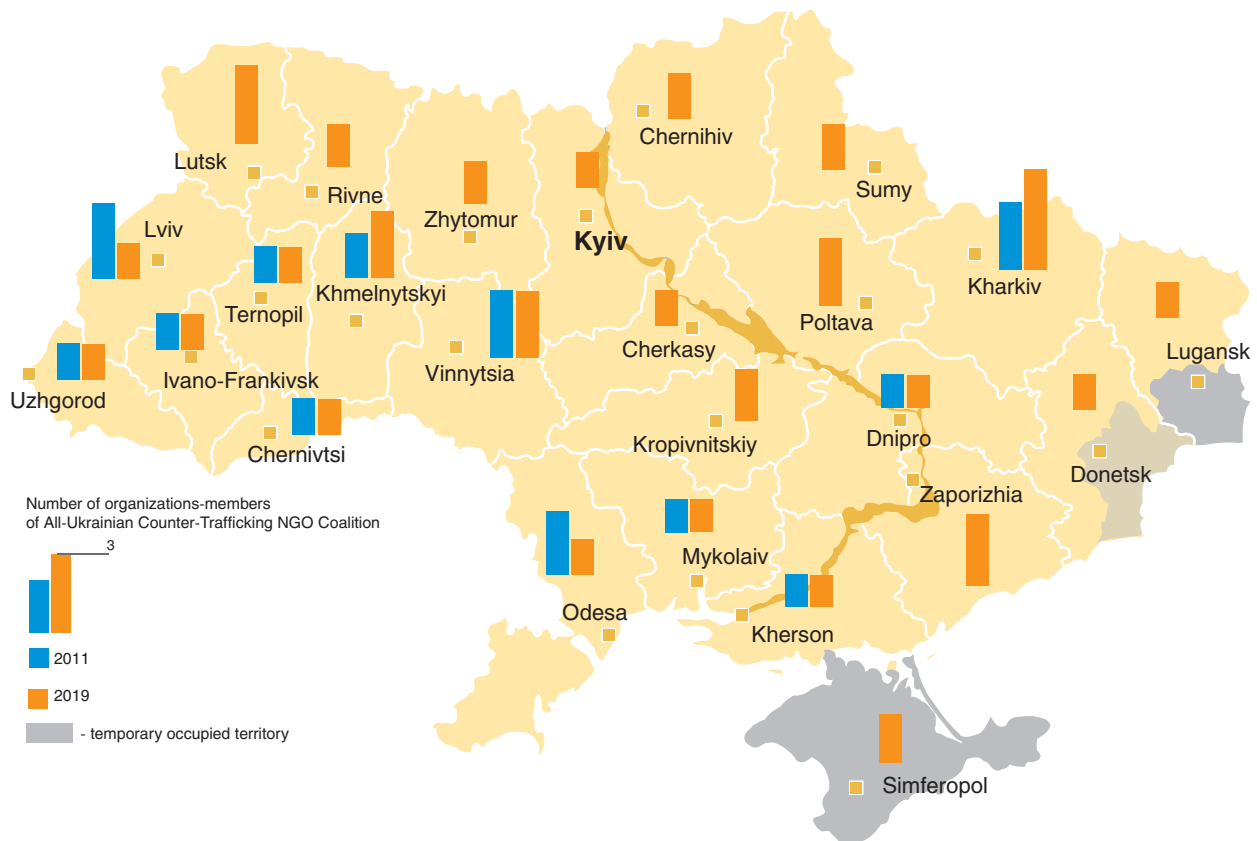 Chernihiv
Lutsk
Sumy
Rivne
Zhytomur
Lviv
Kyiv
Kharkiv
Khmelnytskyi
Ternopil
Poltava
Cherkasy
Lugansk
Vinnytsia
Ivano-Frankivsk
Uzhgorod
Dnipro
Kropivnitskiy
Chernivtsi
Donetsk
Zaporizhia
Number of organizations-members
of All-Ukrainian Counter-Trafficking NGO Coalition
3
Mykolaiv
Odesa
Kherson
2011
2019
- temporary occupied territory
Simferopol